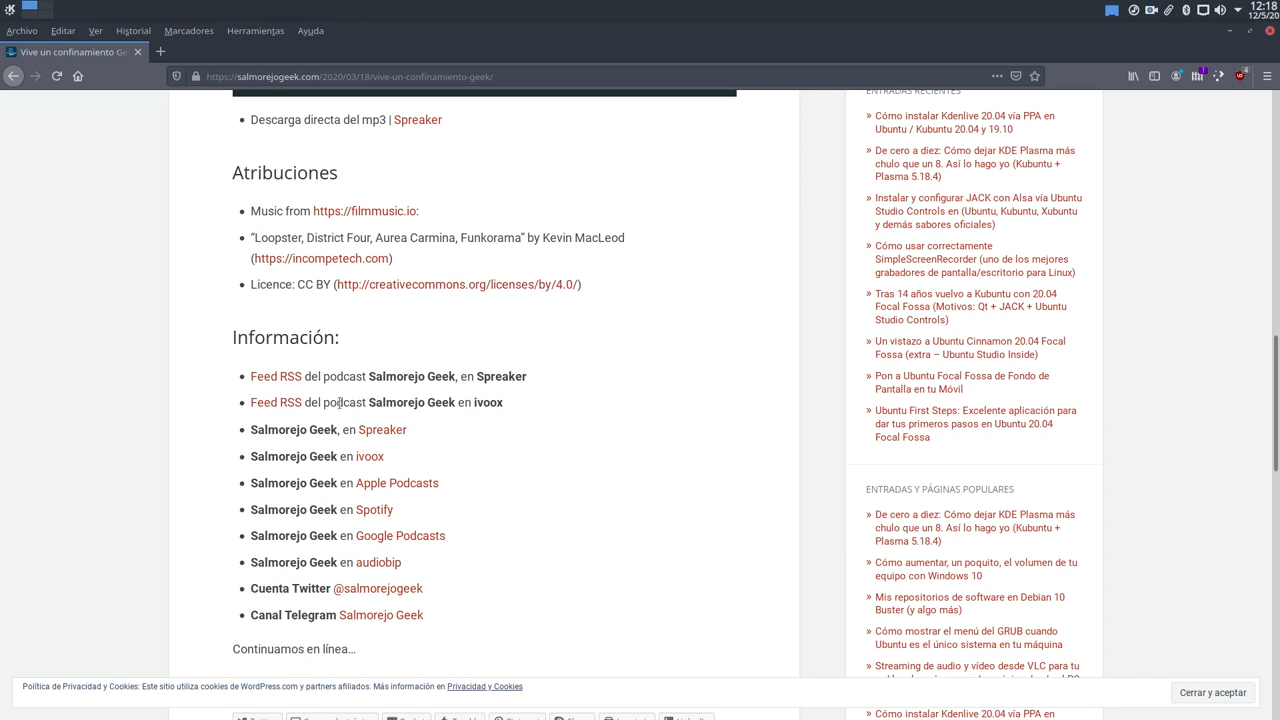 12:18
12/5/20
Archivo Editar Ver Historial Marcadores Herramientas Ayuda
Vive un confinamiento Ge
https://salmorejogeek.com/2020/03/18/vive-un-confinamiento-geek/
1
4
Descarga directa del mp3 | Spreaker
Atribuciones
Music from https://filmmusic.io:
“Loopster, District Four, Aurea Carmina, Funkorama” by Kevin MacLeod
(https://incompetech.com)
Licence: CC BY (http://creativecommons.org/licenses/by/4.0/)
Información:
Feed RSS del podcast Salmorejo Geek, en Spreaker
Feed RSS del podcast Salmorejo Geek en ivoox
Salmorejo Geek, en Spreaker
Salmorejo Geek en ivoox
Salmorejo Geek en Apple Podcasts
Salmorejo Geek en Spotify
Salmorejo Geek en Google Podcasts
Salmorejo Geek en audiobip
Cuenta Twitter @salmorejogeek
Canal Telegram Salmorejo Geek
Continuamos en línea…
ENTRADAS RECIENTES
» Cómo instalar Kdenlive 20.04 vía PPA en
Ubuntu / Kubuntu 20.04 y 19.10
» De cero a diez: Cómo dejar KDE Plasma más
chulo que un 8. Así lo hago yo (Kubuntu +
Plasma 5.18.4)
» Instalar y configurar JACK con Alsa vía Ubuntu
Studio Controls en (Ubuntu, Kubuntu, Xubuntu
y demás sabores oficiales)
» Cómo usar correctamente
SimpleScreenRecorder (uno de los mejores
grabadores de pantalla/escritorio para Linux)
» Tras 14 años vuelvo a Kubuntu con 20.04
Focal Fossa (Motivos: Qt + JACK + Ubuntu
Studio Controls)
» Un vistazo a Ubuntu Cinnamon 20.04 Focal
Fossa (extra – Ubuntu Studio Inside)
» Pon a Ubuntu Focal Fossa de Fondo de
Pantalla en tu Móvil
» Ubuntu First Steps: Excelente aplicación para
dar tus primeros pasos en Ubuntu 20.04
Focal Fossa
ENTRADAS Y PÁGINAS POPULARES
» De cero a diez: Cómo dejar KDE Plasma más
chulo que un 8. Así lo hago yo (Kubuntu +
Plasma 5.18.4)
» Cómo aumentar, un poquito, el volumen de tu
equipo con Windows 10
» Mis repositorios de software en Debian 10
Buster (y algo más)
» Cómo mostrar el menú del GRUB cuando
Ubuntu es el único sistema en tu máquina
» Streaming de audio y vídeo desde VLC para tu
» Cómo instalar Kdenlive 20.04 vía PPA en
Política de Privacidad y Cookies: Este sitio utiliza cookies de WordPress.com y partners afiliados. Más información en Privacidad y Cookies
Cerrar y aceptar